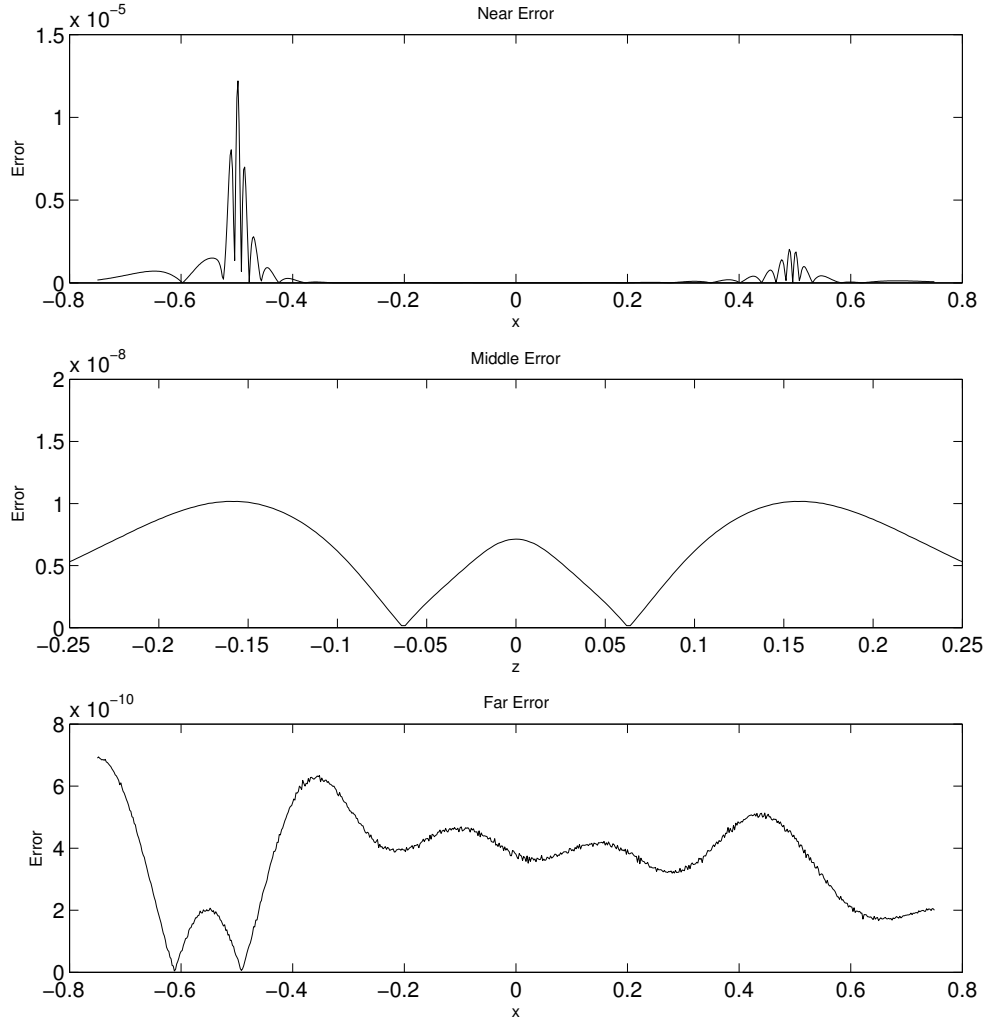 Near Error
x 10−5
1.5
1
0.5
0
Error
−0.8 −0.6 −0.4 −0.2 0 0.2 0.4 0.6 0.8
x
Middle Error
x 10−8
2
1.5
1
0.5
0
Error
−0.25 −0.2 −0.15 −0.1 −0.05 0 0.05 0.1 0.15 0.2 0.25
z
Far Error
x 10−10
8
6
4
2
0
Error
−0.8 −0.6 −0.4 −0.2 0 0.2 0.4 0.6 0.8
x